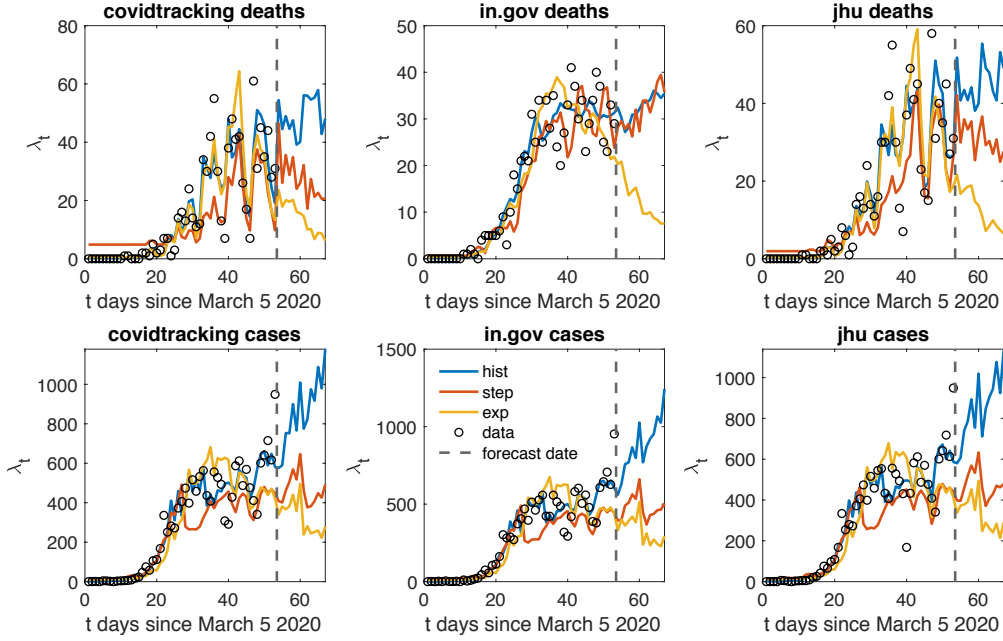 covidtracking deaths
in.gov deaths
jhu deaths
80
60
40
20
0
λt
0 20 40 60
t days since March 5 2020
50
40
30
20
10
0
λt
0 20 40 60
t days since March 5 2020
60
40
20
0
λt
0 20 40 60
t days since March 5 2020
covidtracking cases
in.gov cases
jhu cases
1000
800
600
400
200
0
λt
0 20 40 60
t days since March 5 2020
1500
1000
500
0
λt
hist
step
exp
data
forecast date
0 20 40 60
t days since March 5 2020
1000
800
600
400
200
0
λt
0 20 40 60
t days since March 5 2020